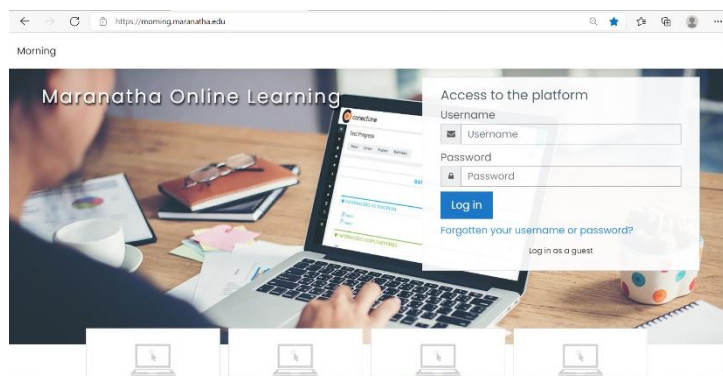 https://morning.maranatha.edu
Morning
Maranatha Online Learning
Access to the platform
Username
Username
Password
Password
Log in
Forgotten your username or password?
Log in as a guest
conectime
Test Progress